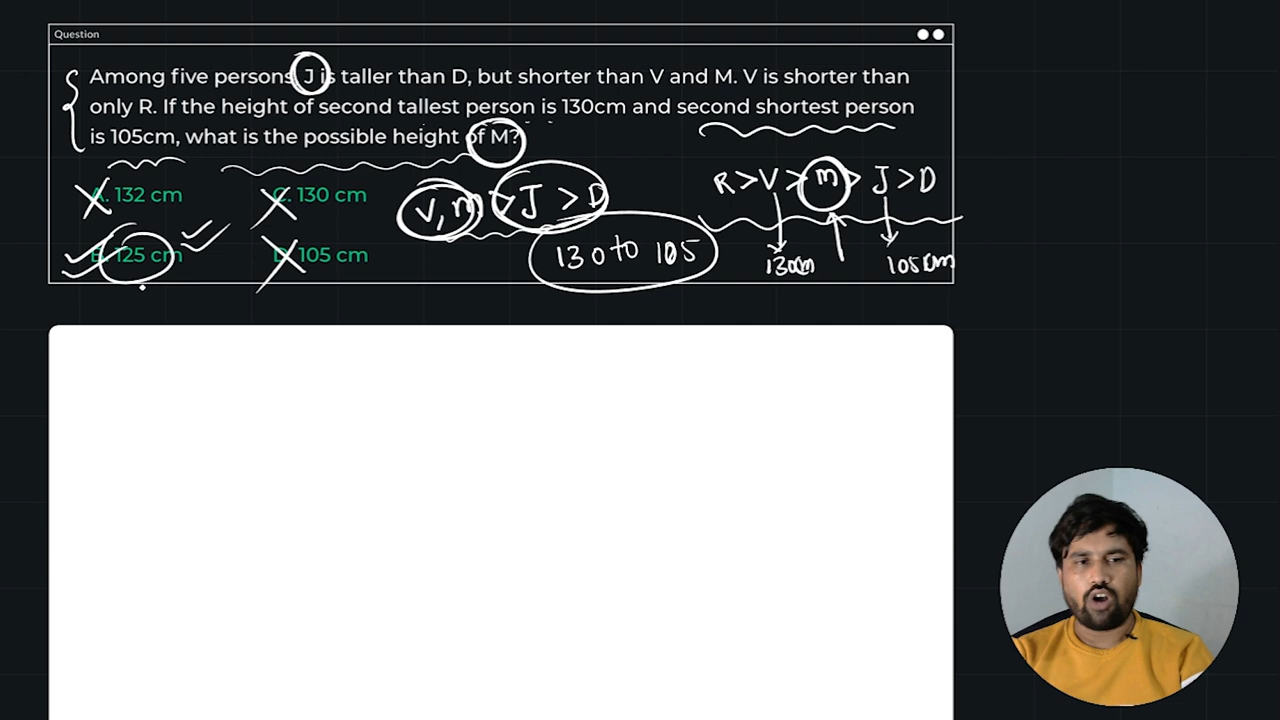 Question
Among five persons J is taller than D, but shorter than V and M. V is shorter than
only R. If the height of second tallest person is 130cm and second shortest person
is 105cm, what is the possible height of M?
A. 132 cm C. 130 cm
B. 125 cm D. 105 cm
V, m > J > D
130 to 105
R > V > m > J > D
130cm 105cm